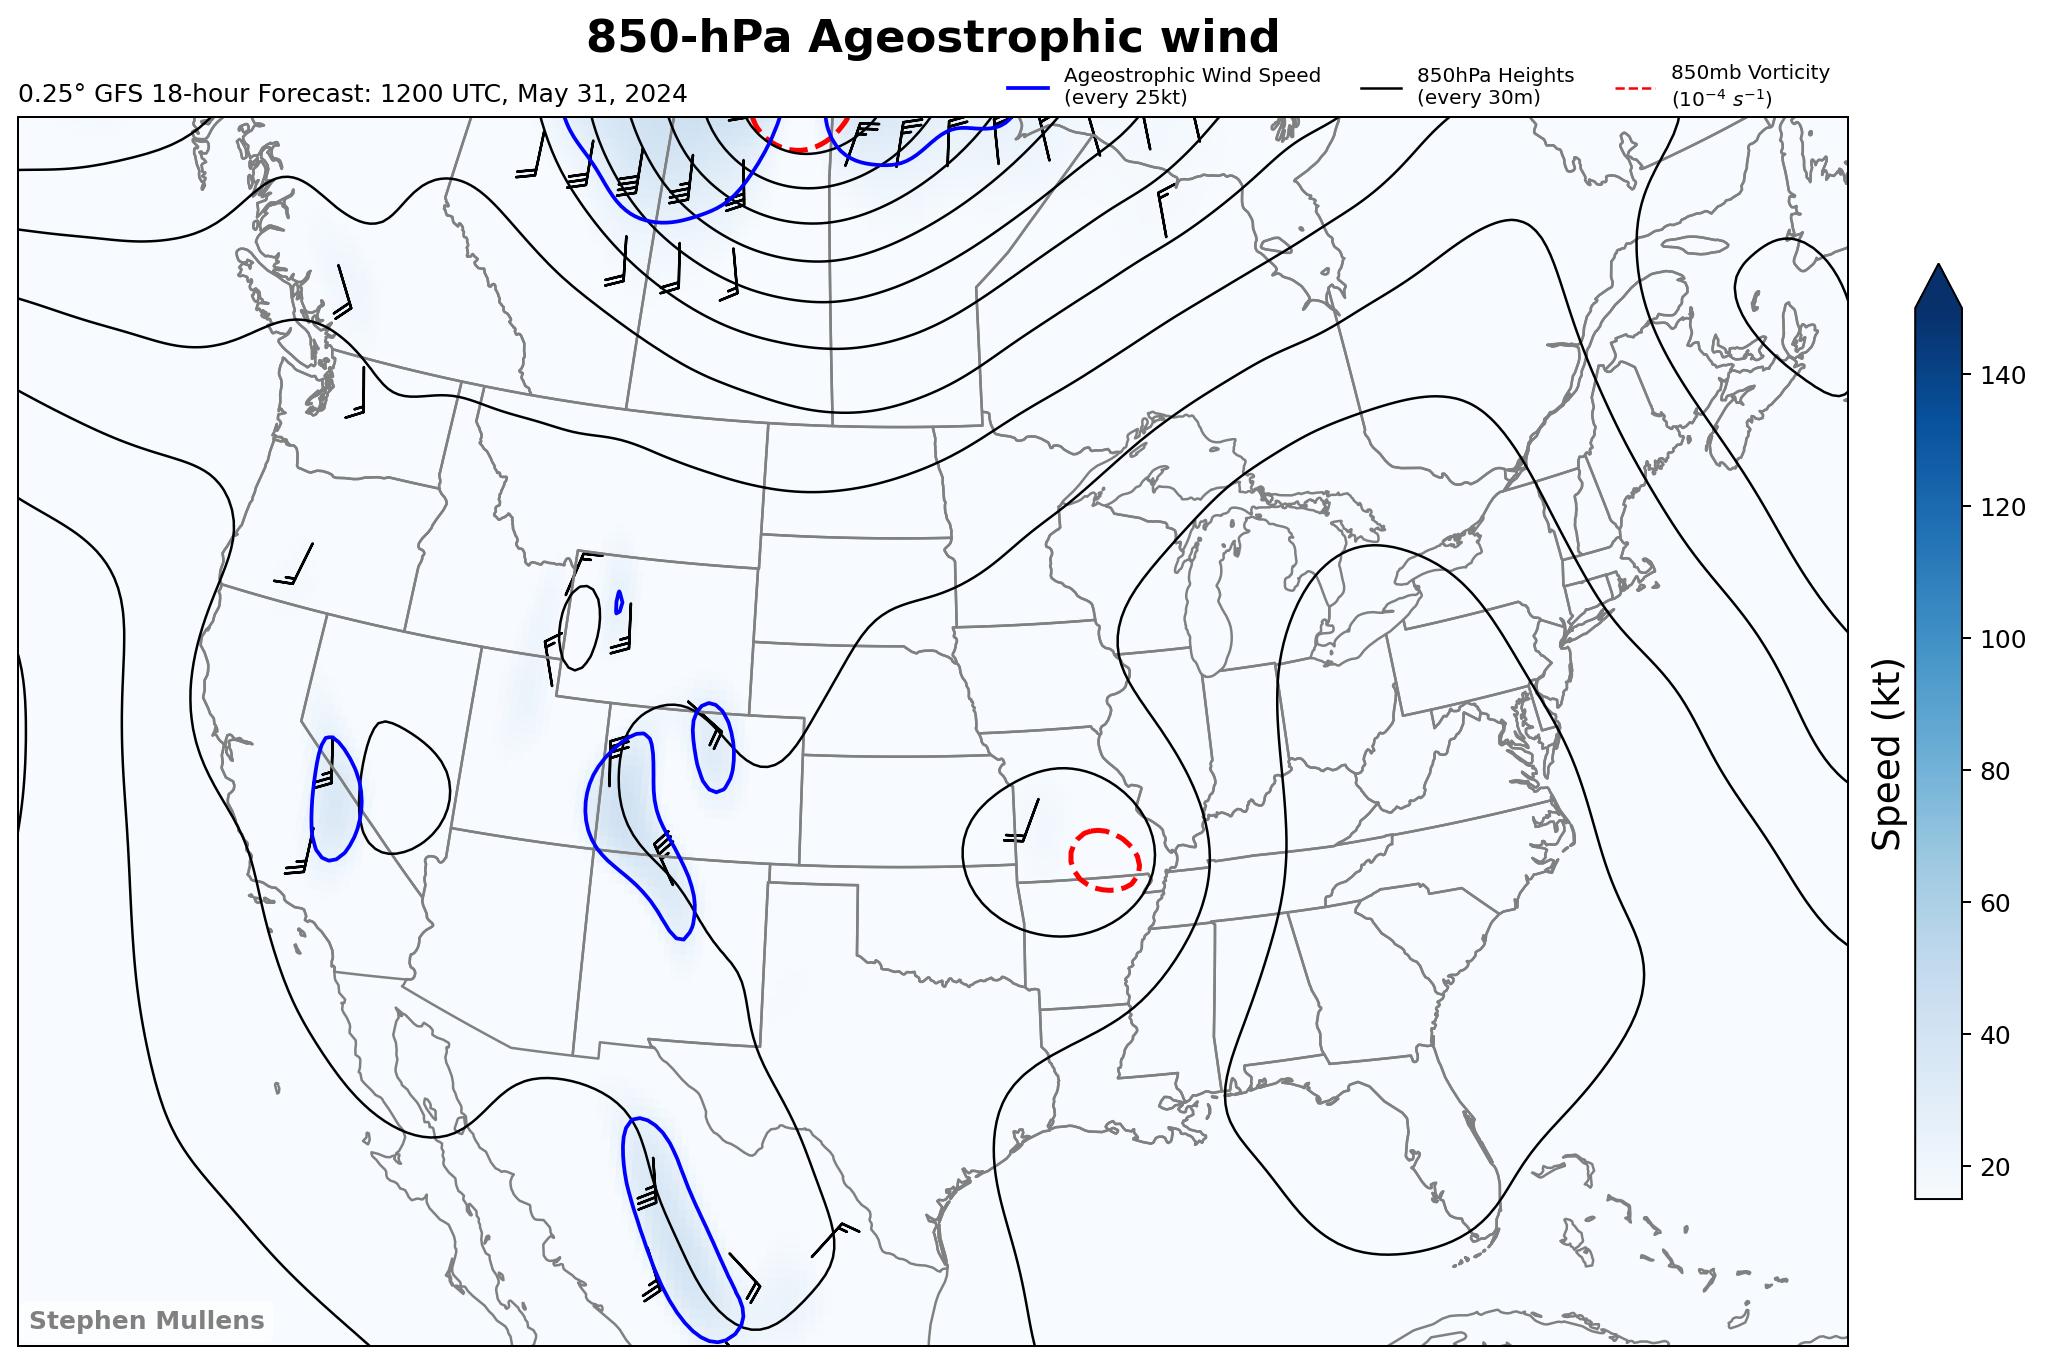 850-hPa Ageostrophic wind
0.25° GFS 18-hour Forecast: 1200 UTC, May 31, 2024
Ageostrophic Wind Speed
(every 25kt)
850hPa Heights
(every 30m)
850mb Vorticity
(10⁻⁴ s⁻¹)
140
120
100
80
60
40
20
Speed (kt)
Stephen Mullens